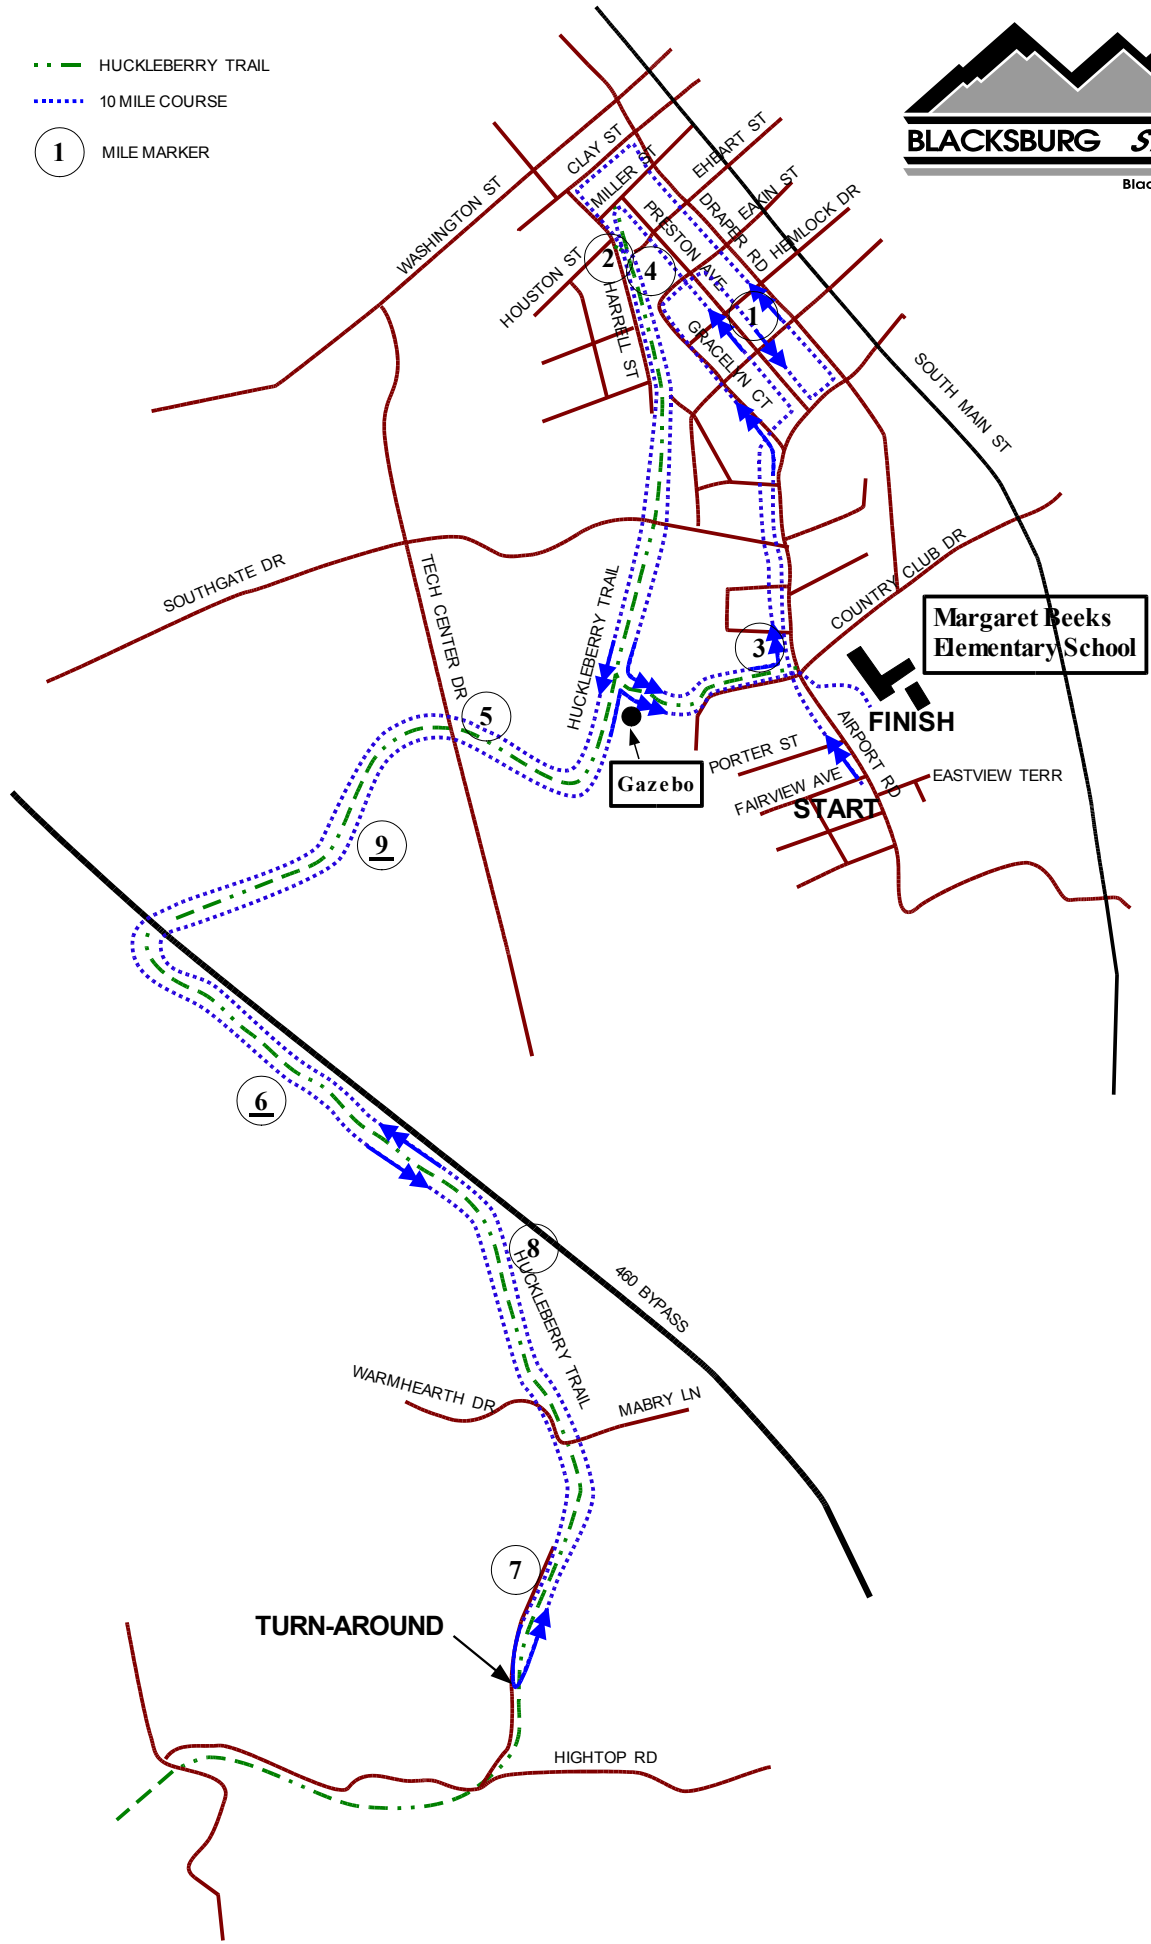 HUCKLEBERRY TRAIL
10 MILE COURSE
1 MILE MARKER
BLACKSBURG
WASHINGTON ST
CLAY ST
MILLER ST
EHEART ST
EAKIN ST
HEMLOCK DR
DRAPER RD
PRESTON AVE
HOUSTON ST
HARRELL ST
GRACELYN CT
2
4
1
SOUTH MAIN ST
SOUTHGATE DR
TECH CENTER DR
HUCKLEBERRY TRAIL
COUNTRY CLUB DR
Margaret Beeks
Elementary School
3
5
FINISH
AIRPORT RD
PORTER ST
Gazebo
FAIRVIEW AVE
EASTVIEW TERR
START
9
6
8
HUCKLEBERRY TRAIL
460 BYPASS
WARMHEARTH DR
MABRY LN
7
TURN-AROUND
HIGHTOP RD